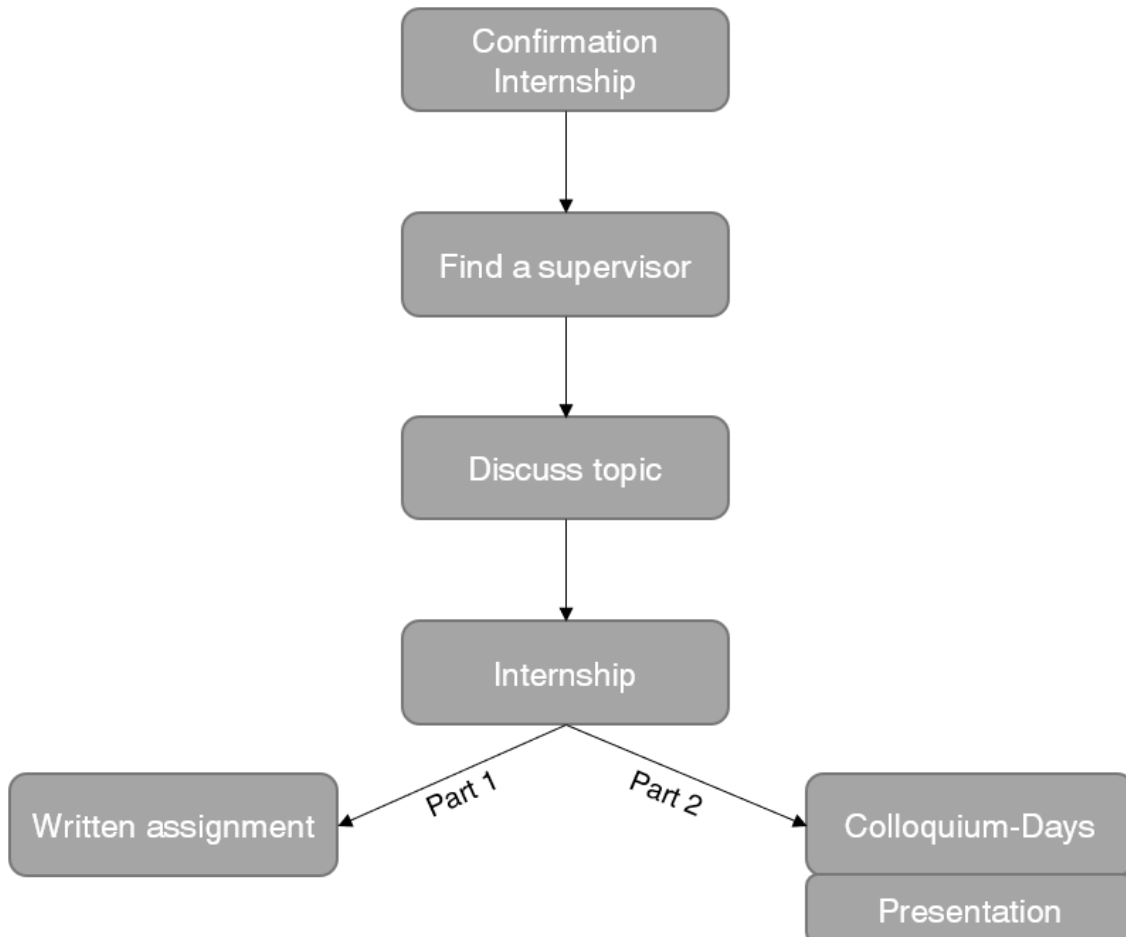 Confirmation
Internship
Find a supervisor
Discuss topic
Internship
Part 1
Part 2
Written assignment
Colloquium-Days
Presentation